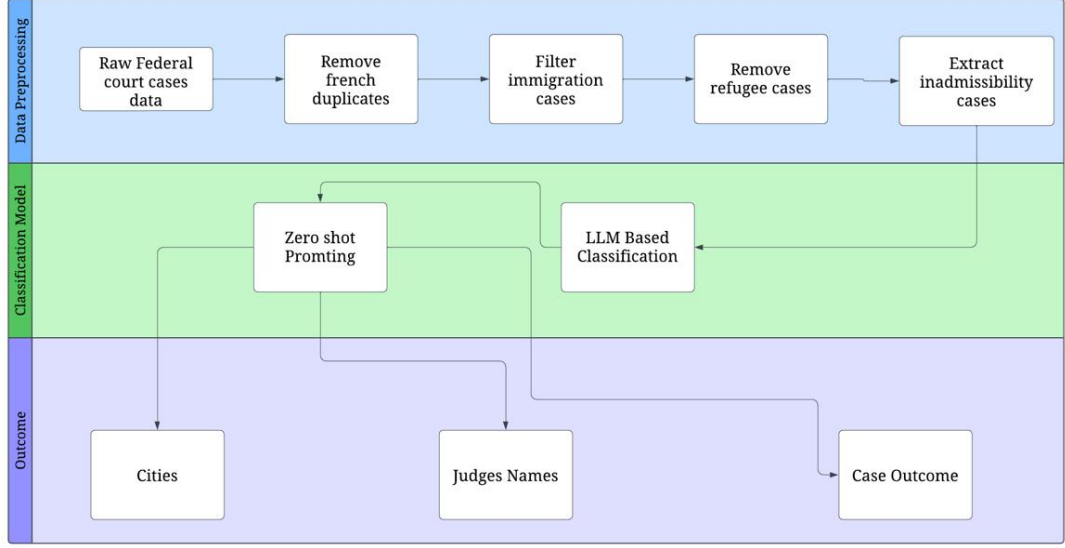 Data Preprocessing
Raw Federal
court cases
data
Remove
french
duplicates
Filter
immigration
cases
Remove
refugee cases
Extract
inadmissibility
cases
Classification Model
Zero shot
Promting
LLM Based
Classification
Outcome
Cities
Judges Names
Case Outcome